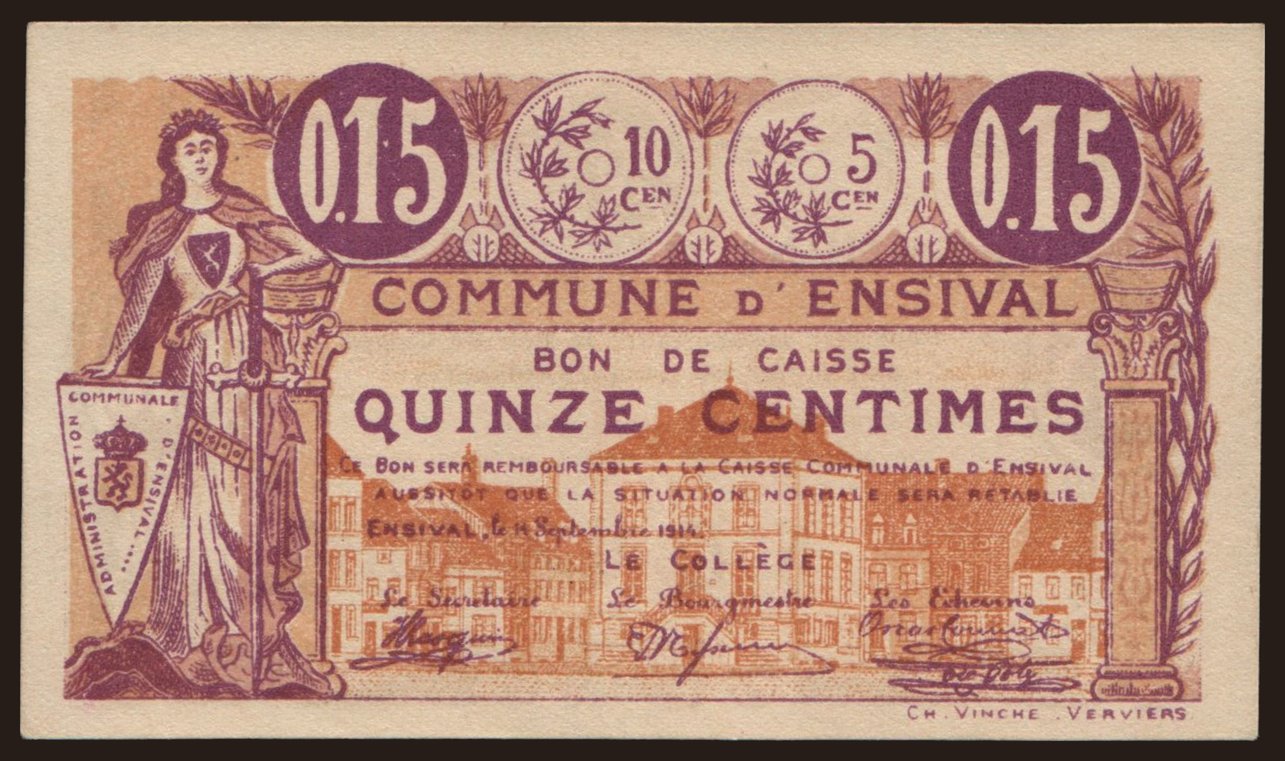 0.15 10 CEN 5 CEN 0.15
COMMUNE D'ENSIVAL
BON DE CAISSE
QUINZE CENTIMES
CE BON SERA REMBOURSABLE A LA CAISSE COMMUNALE D'ENSIVAL
AUSSITOT QUE LA SITUATION NORMALE SERA RETABLIE
ENSIVAL, le Septembre 1914.
LE COLLÈGE
Le Secrétaire Le Bourgmestre Les Echevins
ADMINISTRATION COMMUNALE D'ENSIVAL....
CH. VINCHE . VERVIERS